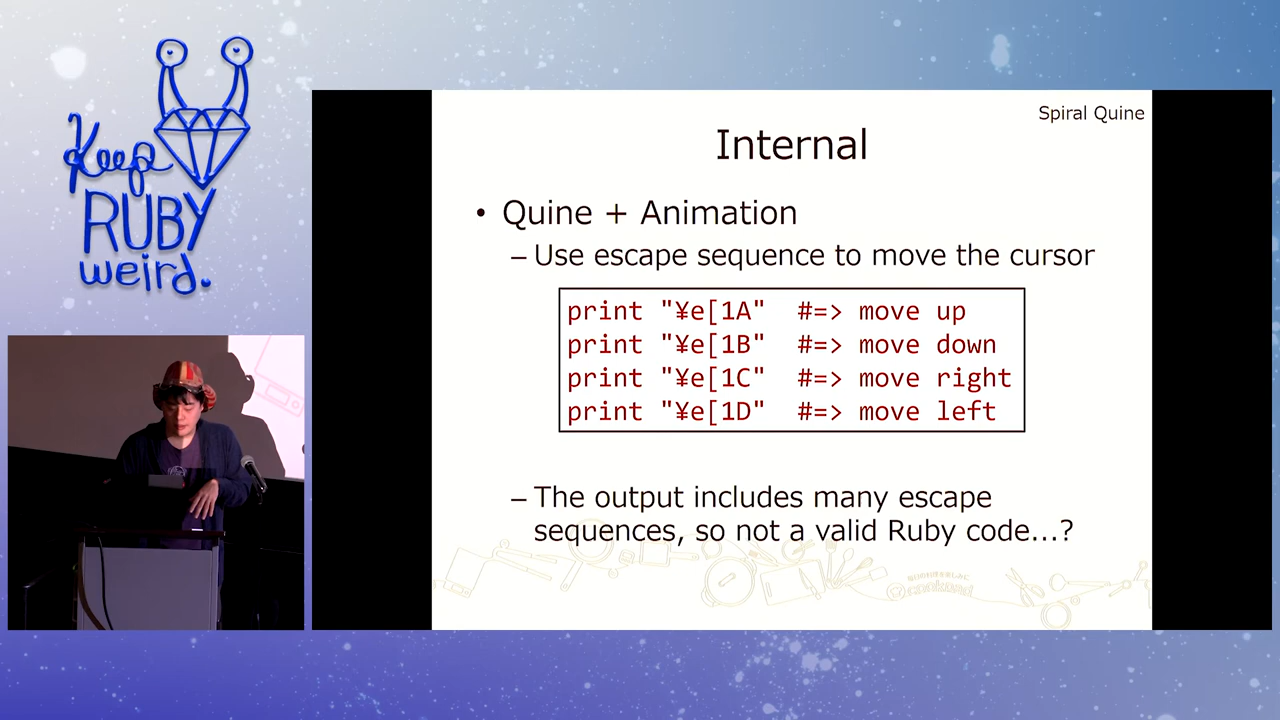 Keep
RUBY
weird.
Spiral Quine
Internal
• Quine + Animation
– Use escape sequence to move the cursor
print "¥e[1A" #=> move up
print "¥e[1B" #=> move down
print "¥e[1C" #=> move right
print "¥e[1D" #=> move left
– The output includes many escape
sequences, so not a valid Ruby code...?
cookpad